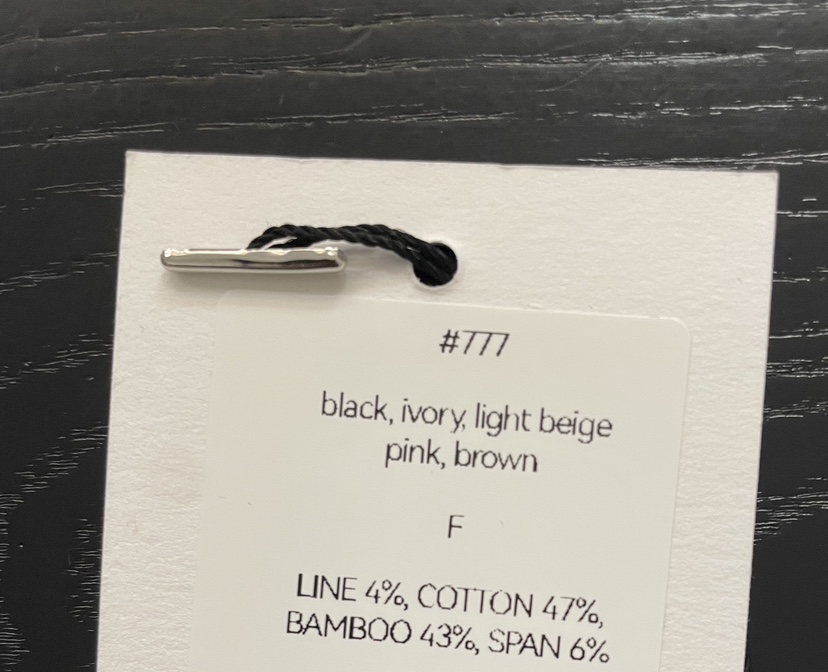 #777
black, ivory, light beige
pink, brown
F
LINE 4%, COTTON 47%,
BAMBOO 43%, SPAN 6%